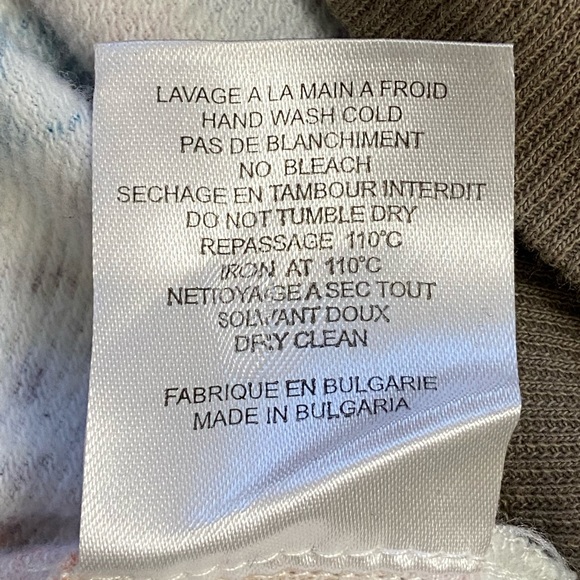 LAVAGE A LA MAIN A FROID
HAND WASH COLD
PAS DE BLANCHIMENT
NO BLEACH
SECHAGE EN TAMBOUR INTERDIT
DO NOT TUMBLE DRY
REPASSAGE 110°C
IRON AT 110°C
NETTOYAGE A SEC TOUT
SOLVANT DOUX
DRY CLEAN
FABRIQUE EN BULGARIE
MADE IN BULGARIA